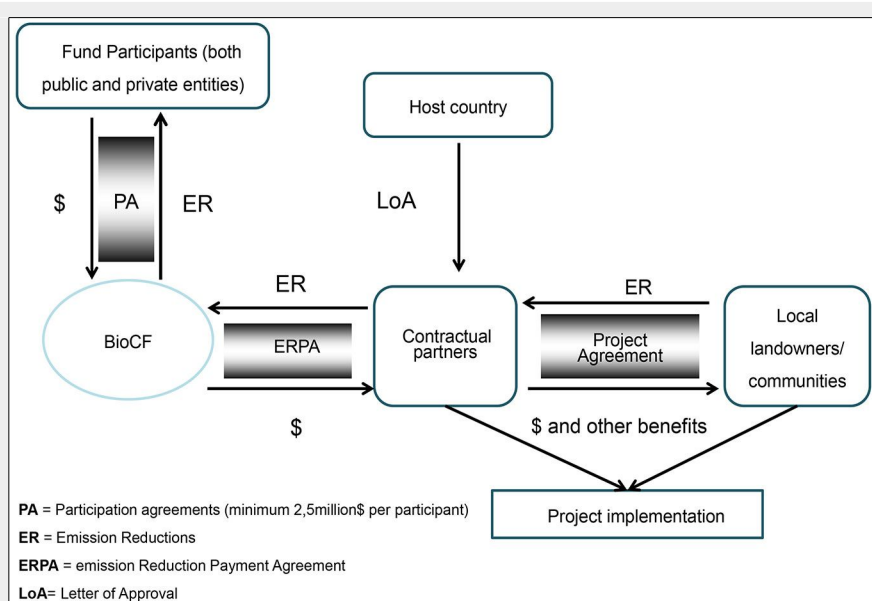 Fund Participants (both
public and private entities)
Host country
$
PA
ER
LoA
BioCF
ER
ERPA
$
Contractual
partners
ER
Project
Agreement
$ and other benefits
Local
landowners/
communities
Project implementation
PA = Participation agreements (minimum 2,5million$ per participant)
ER = Emission Reductions
ERPA = emission Reduction Payment Agreement
LoA= Letter of Approval